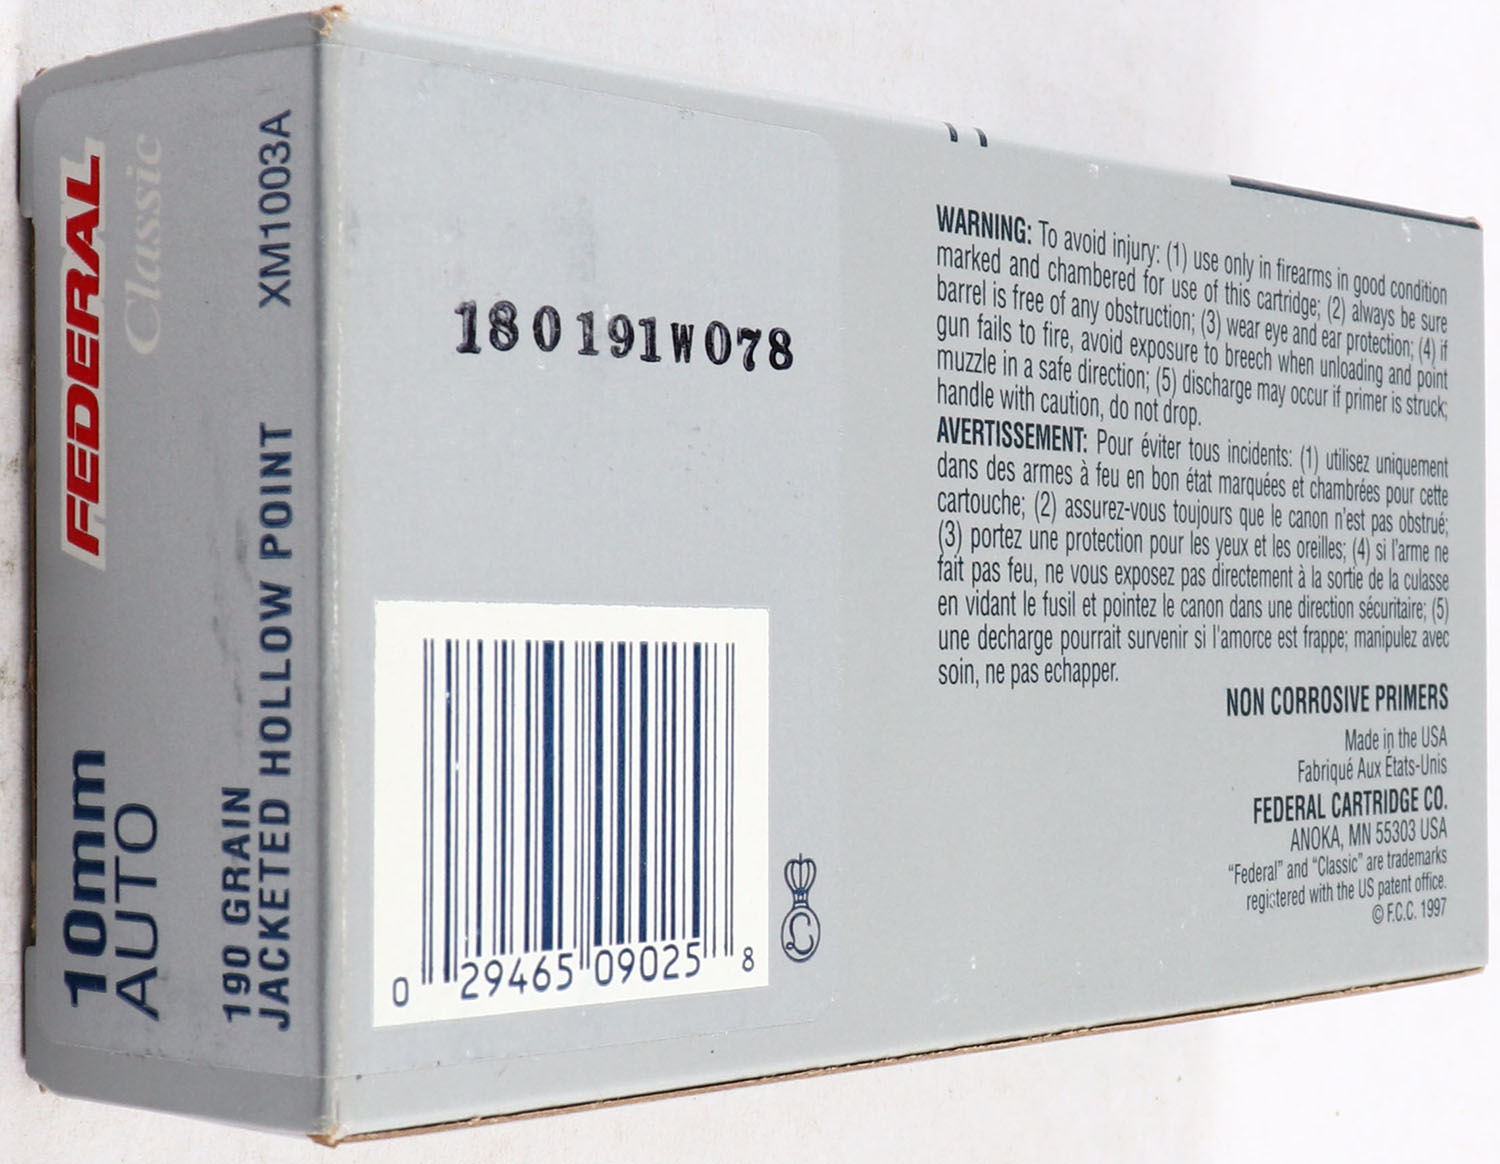 FEDERAL
Classic
10mm
AUTO
190 GRAIN
JACKETED HOLLOW POINT
XM1003A
180191W078
0 29465 09025 8
WARNING: To avoid injury: (1) use only in firearms in good condition
marked and chambered for use of this cartridge; (2) always be sure
barrel is free of any obstruction; (3) wear eye and ear protection; (4) if
gun fails to fire, avoid exposure to breech when unloading and point
muzzle in a safe direction; (5) discharge may occur if primer is struck;
handle with caution, do not drop.
AVERTISSEMENT: Pour éviter tous incidents: (1) utilisez uniquement
dans des armes à feu en bon état marquées et chambrées pour cette
cartouche; (2) assurez-vous toujours que le canon n'est pas obstrué;
(3) portez une protection pour les yeux et les oreilles; (4) si l'arme ne
fait pas feu, ne vous exposez pas directement à la sortie de la culasse
en vidant le fusil et pointez le canon dans une direction sécuritaire; (5)
une decharge pourrait survenir si l'amorce est frappe; manipulez avec
soin, ne pas echapper.
NON CORROSIVE PRIMERS
Made in the USA
Fabriqué Aux États-Unis
FEDERAL CARTRIDGE CO.
ANOKA, MN 55303 USA
"Federal" and "Classic" are trademarks
registered with the US patent office.
© F.C.C. 1997